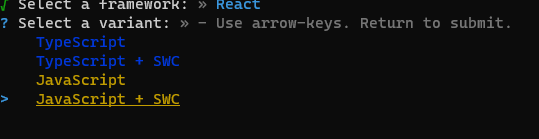 √ Select a framework: » React
? Select a variant: » - Use arrow-keys. Return to submit.
TypeScript
TypeScript + SWC
JavaScript
> JavaScript + SWC